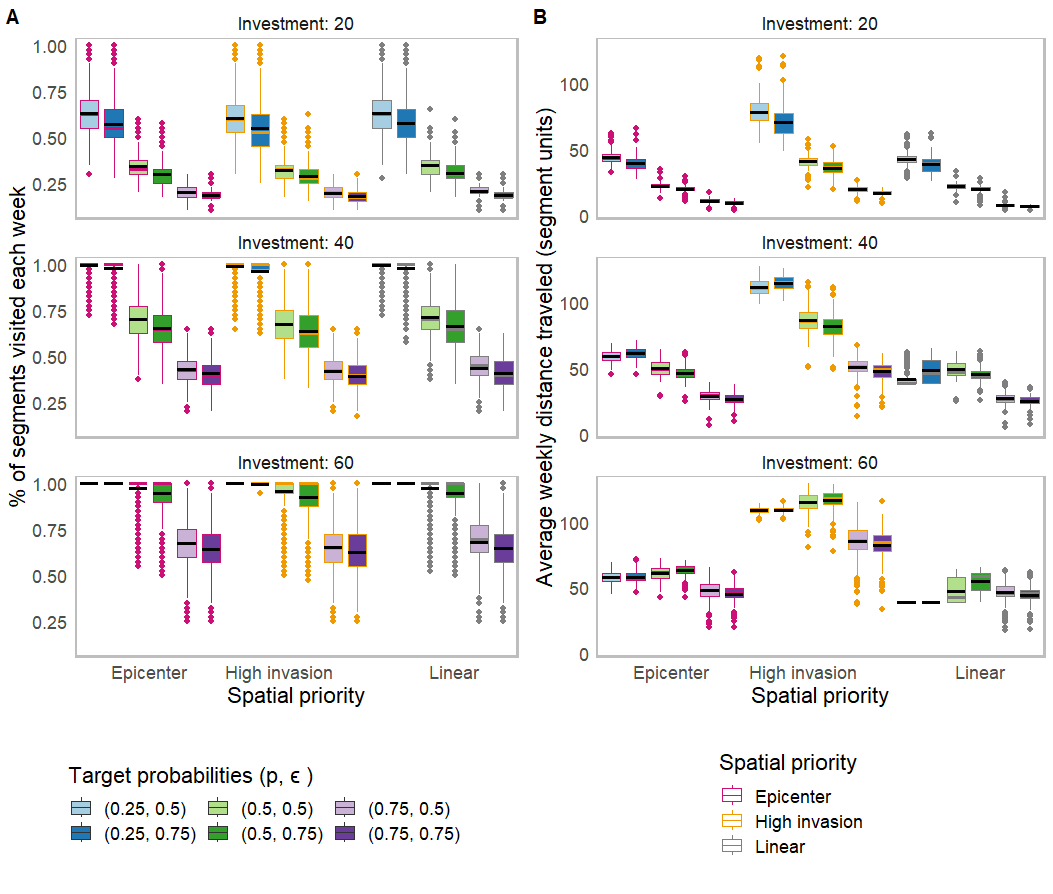 A
Investment: 20
1.00
0.75
0.50
0.25
Investment: 40
1.00
0.75
0.50
0.25
Investment: 60
1.00
0.75
0.50
0.25
% of segments visited each week
Epicenter High invasion Linear
Spatial priority
B
Investment: 20
100
50
0
Investment: 40
100
50
0
Investment: 60
100
50
0
Average weekly distance traveled (segment units)
Epicenter High invasion Linear
Spatial priority
Target probabilities (p, ϵ )
(0.25, 0.5) (0.5, 0.5) (0.75, 0.5)
(0.25, 0.75) (0.5, 0.75) (0.75, 0.75)
Spatial priority
Epicenter
High invasion
Linear